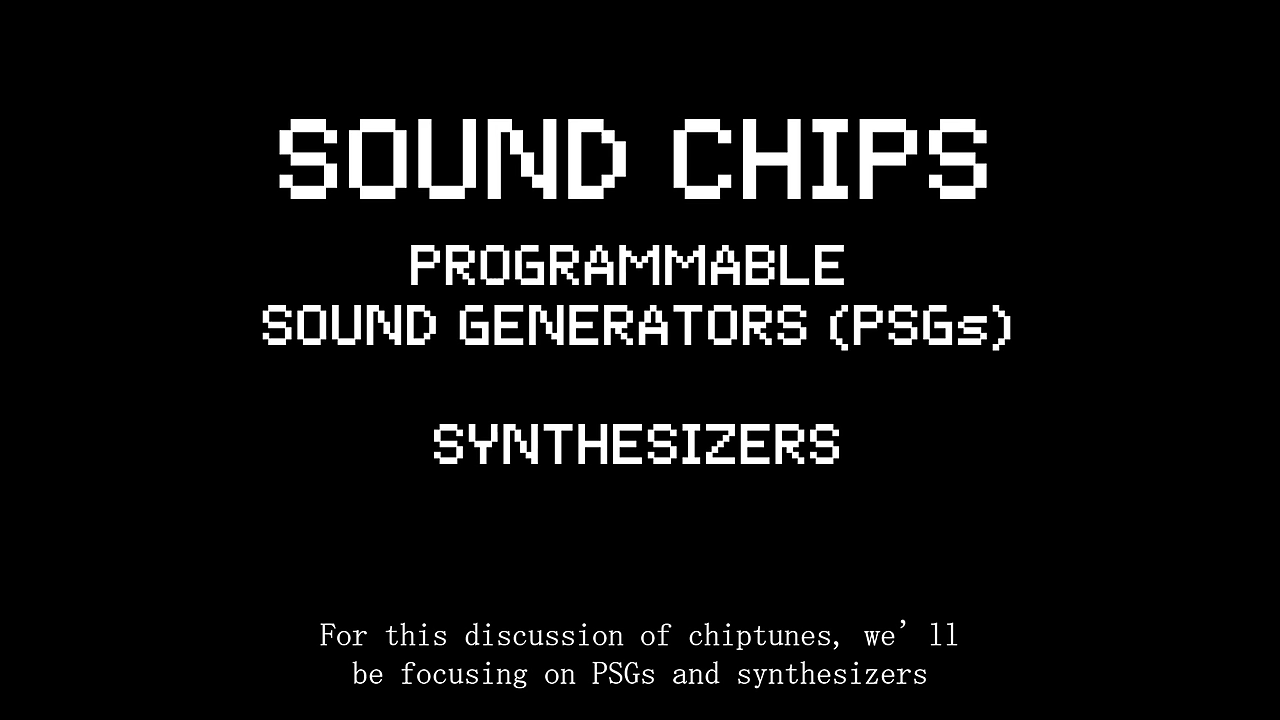 SOUND CHIPS
PROGRAMMABLE
SOUND GENERATORS (PSGs)
SYNTHESIZERS
For this discussion of chiptunes, we’ll
be focusing on PSGs and synthesizers